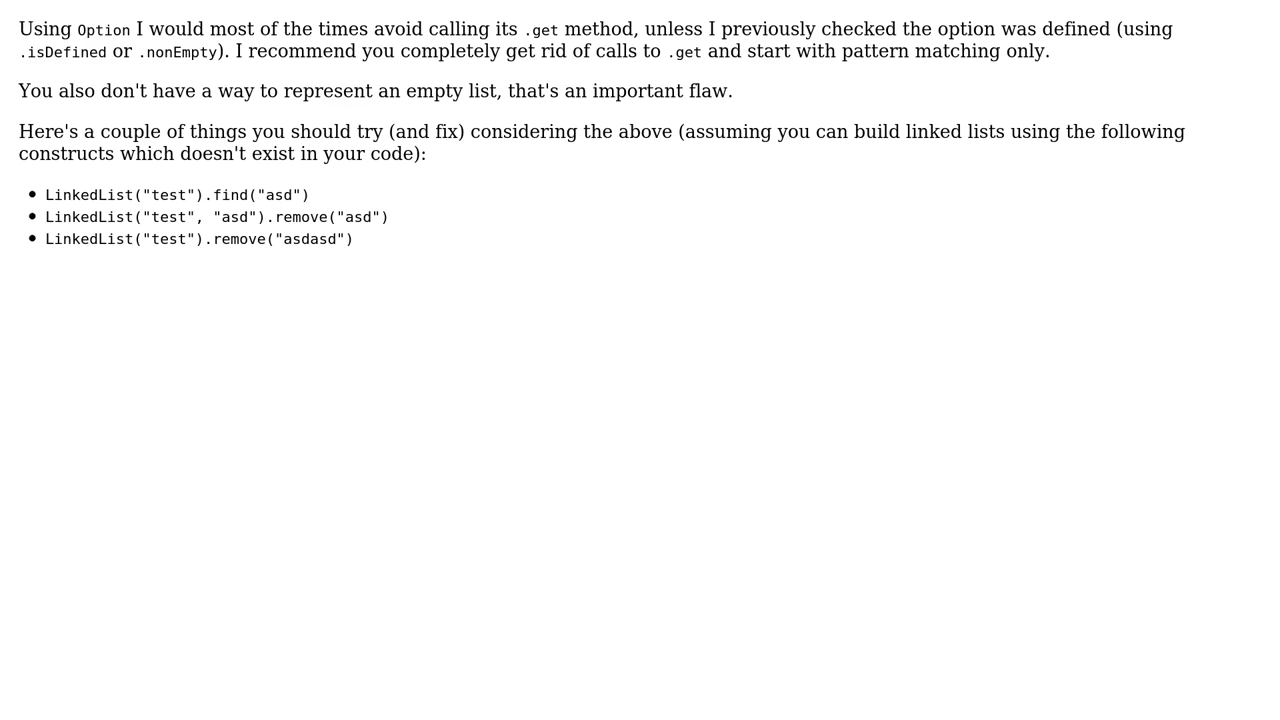 Using Option I would most of the times avoid calling its .get method, unless I previously checked the option was defined (using
.isDefined or .nonEmpty). I recommend you completely get rid of calls to .get and start with pattern matching only.
You also don't have a way to represent an empty list, that's an important flaw.
Here's a couple of things you should try (and fix) considering the above (assuming you can build linked lists using the following
constructs which doesn't exist in your code):
LinkedList("test").find("asd")
LinkedList("test", "asd").remove("asd")
LinkedList("test").remove("asdasd")